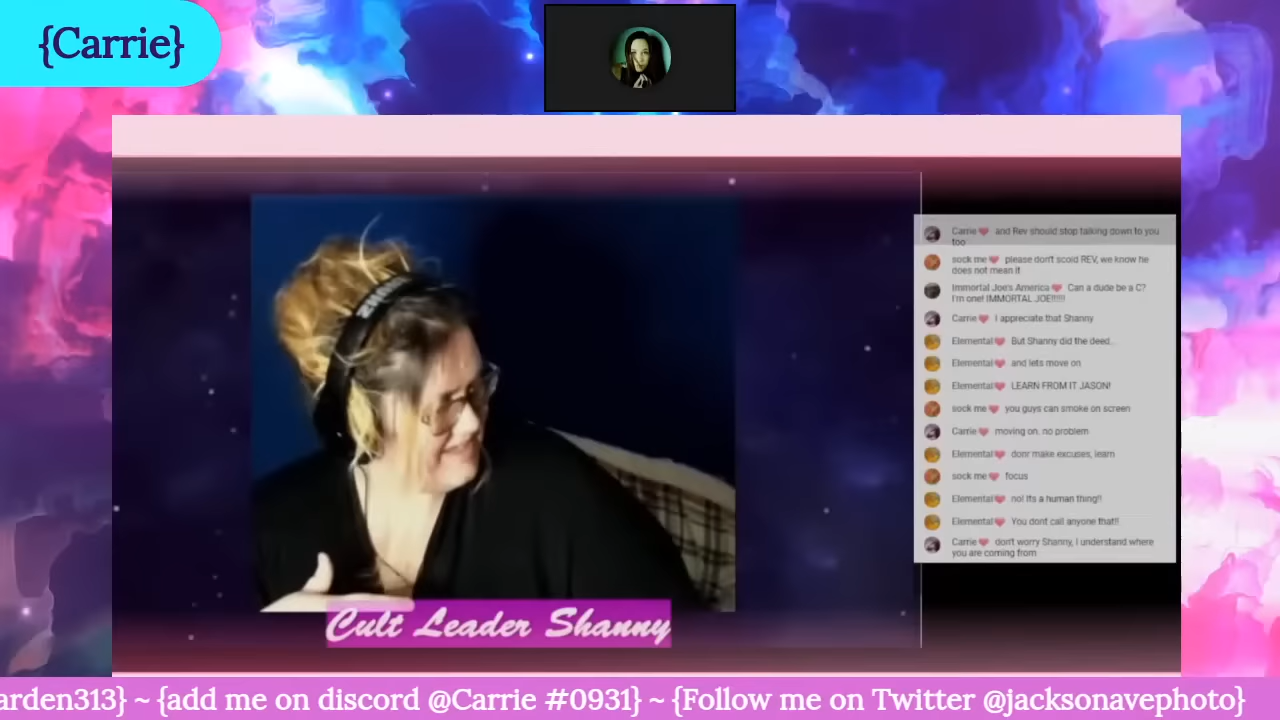 {Carrie}
Carrie and Rev should stop talking down to you
too
sock me please don't scold REV, we know he
does not mean it
Immortal Joe's America Can a dude be a C?
I'm one! IMMORTAL JOE!!!!!!
Carrie I appreciate that Shanny
Elemental But Shanny did the deed...
Elemental and lets move on
Elemental LEARN FROM IT JASON!
sock me you guys can smoke on screen
Carrie moving on. no problem
Elemental donr make excuses, learn
sock me focus
Elemental no! Its a human thing!!
Elemental You dont call anyone that!!
Carrie don't worry Shanny, I understand where
you are coming from
Cult Leader Shanny
arden313} ~ {add me on discord @Carrie #0931} ~ {Follow me on Twitter @jacksonavephoto}